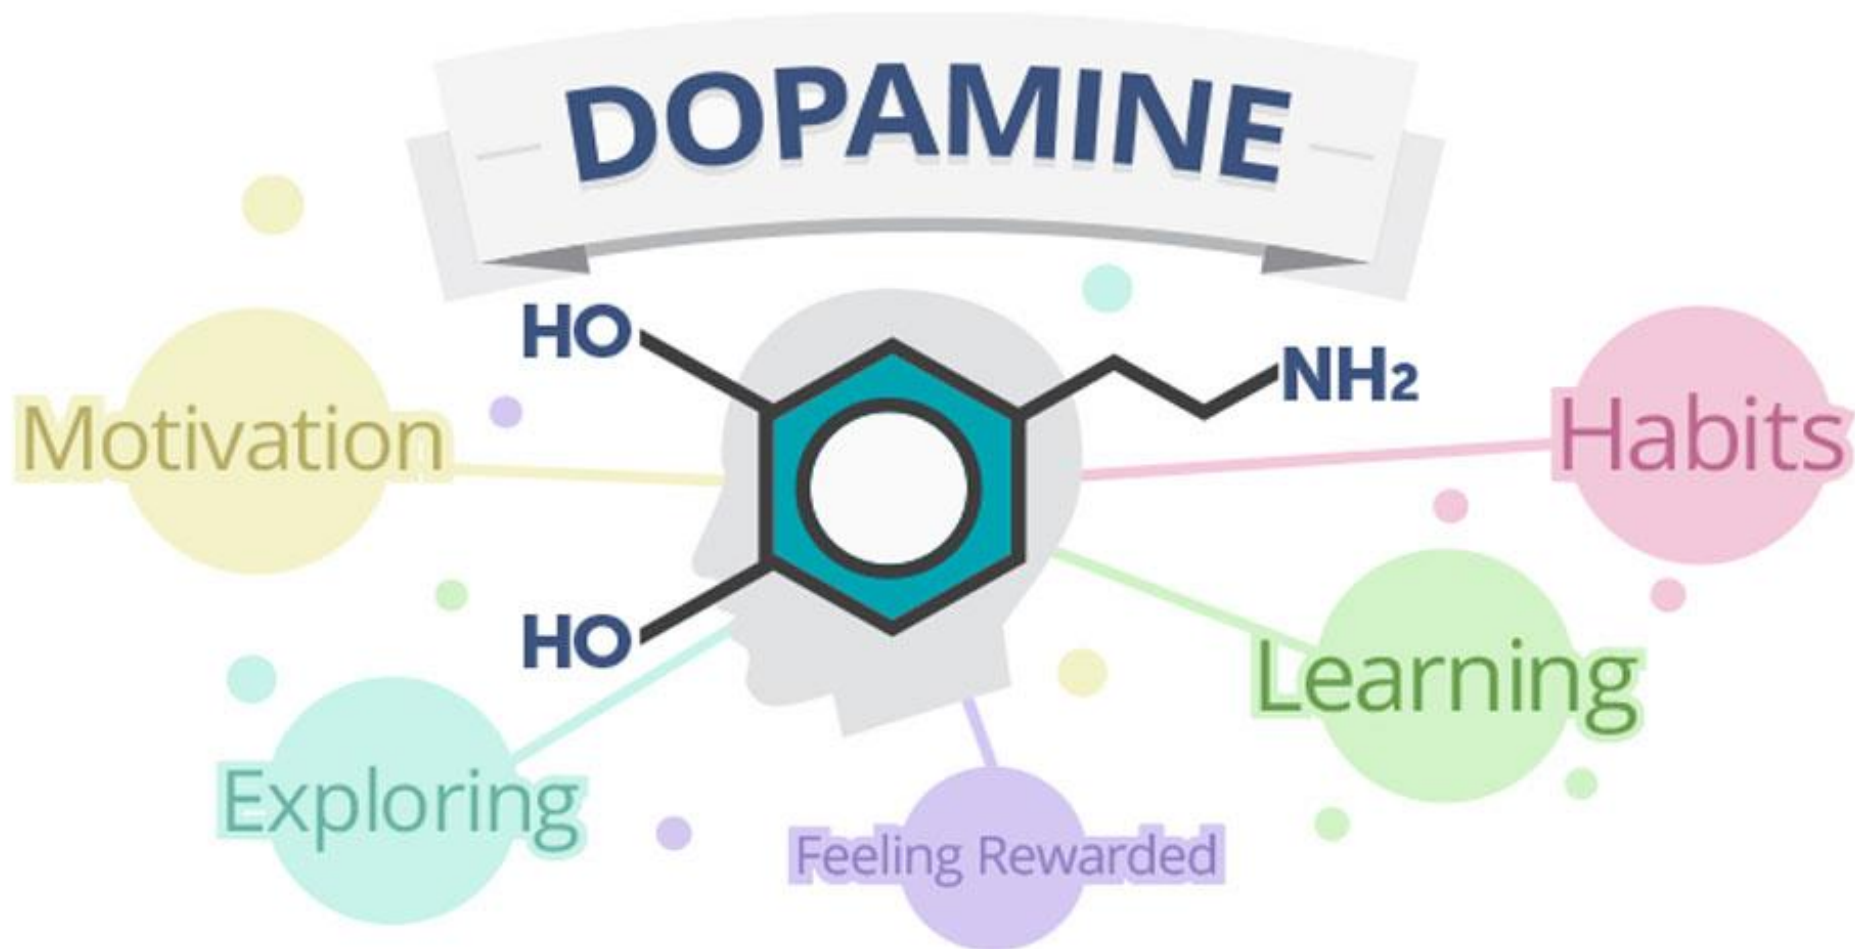 DOPAMINE
HO
NH2
Motivation
Habits
HO
Learning
Exploring
Feeling Rewarded